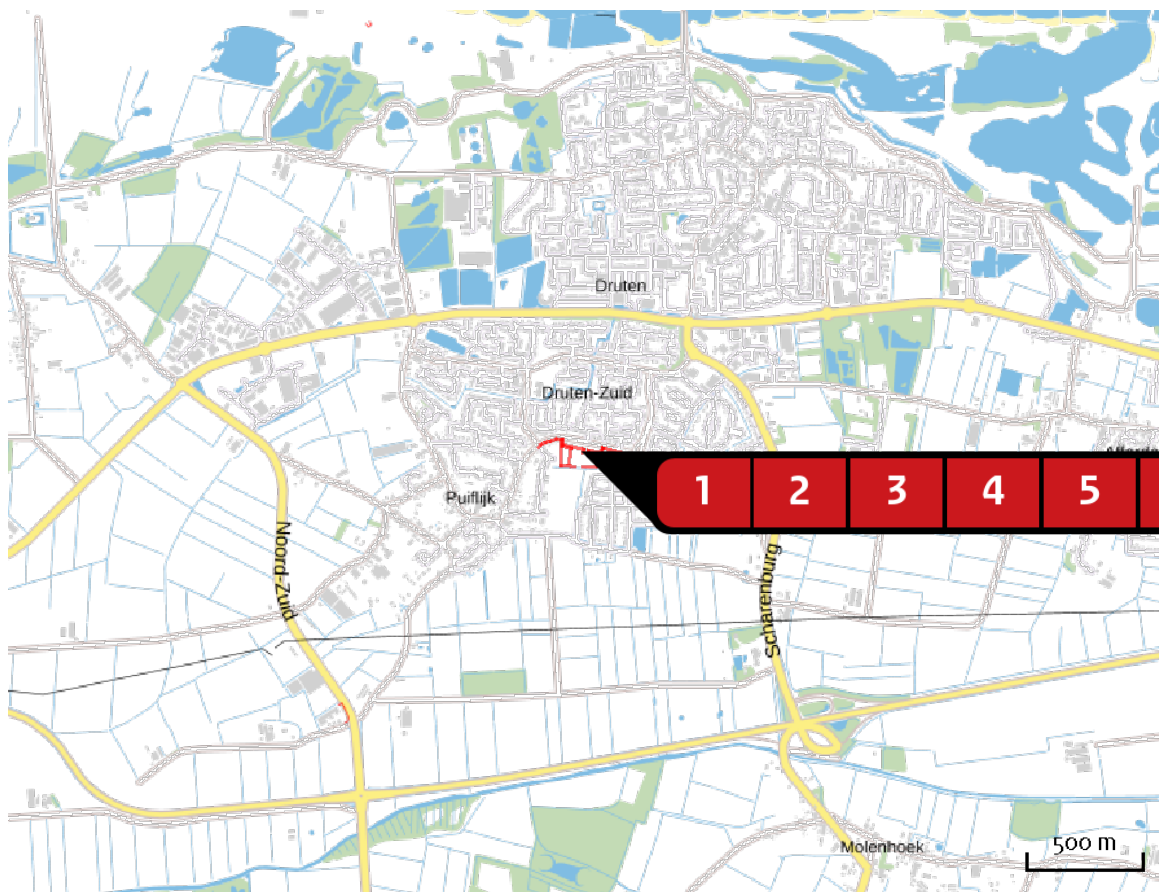 Druten
Druten-Zuid
1 2 3 4 5
Puiflijk
Noord-Zuid
Scharenburg
Molenhoek
500 m